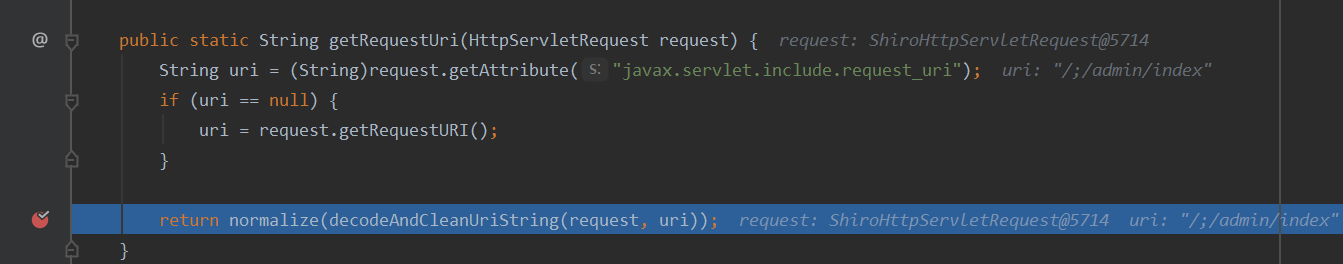 @ public static String getRequestUri(HttpServletRequest request) { request: ShiroHttpServletRequest@5714
String uri = (String)request.getAttribute( s: "javax.servlet.include.request_uri"); uri: "/;/admin/index"
if (uri == null) {
uri = request.getRequestURI();
}
return normalize(decodeAndCleanUriString(request, uri)); request: ShiroHttpServletRequest@5714 uri: "/;/admin/index"
}